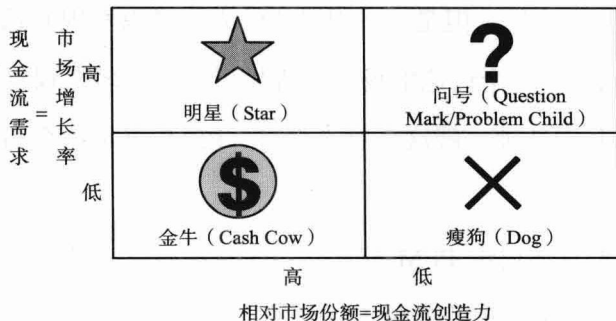 现金流需求
=
市场增长率
高
明星（Star）
问号（Question
Mark/Problem Child）
低
$
金牛（Cash Cow）
瘦狗（Dog）
高
低
相对市场份额=现金流创造力